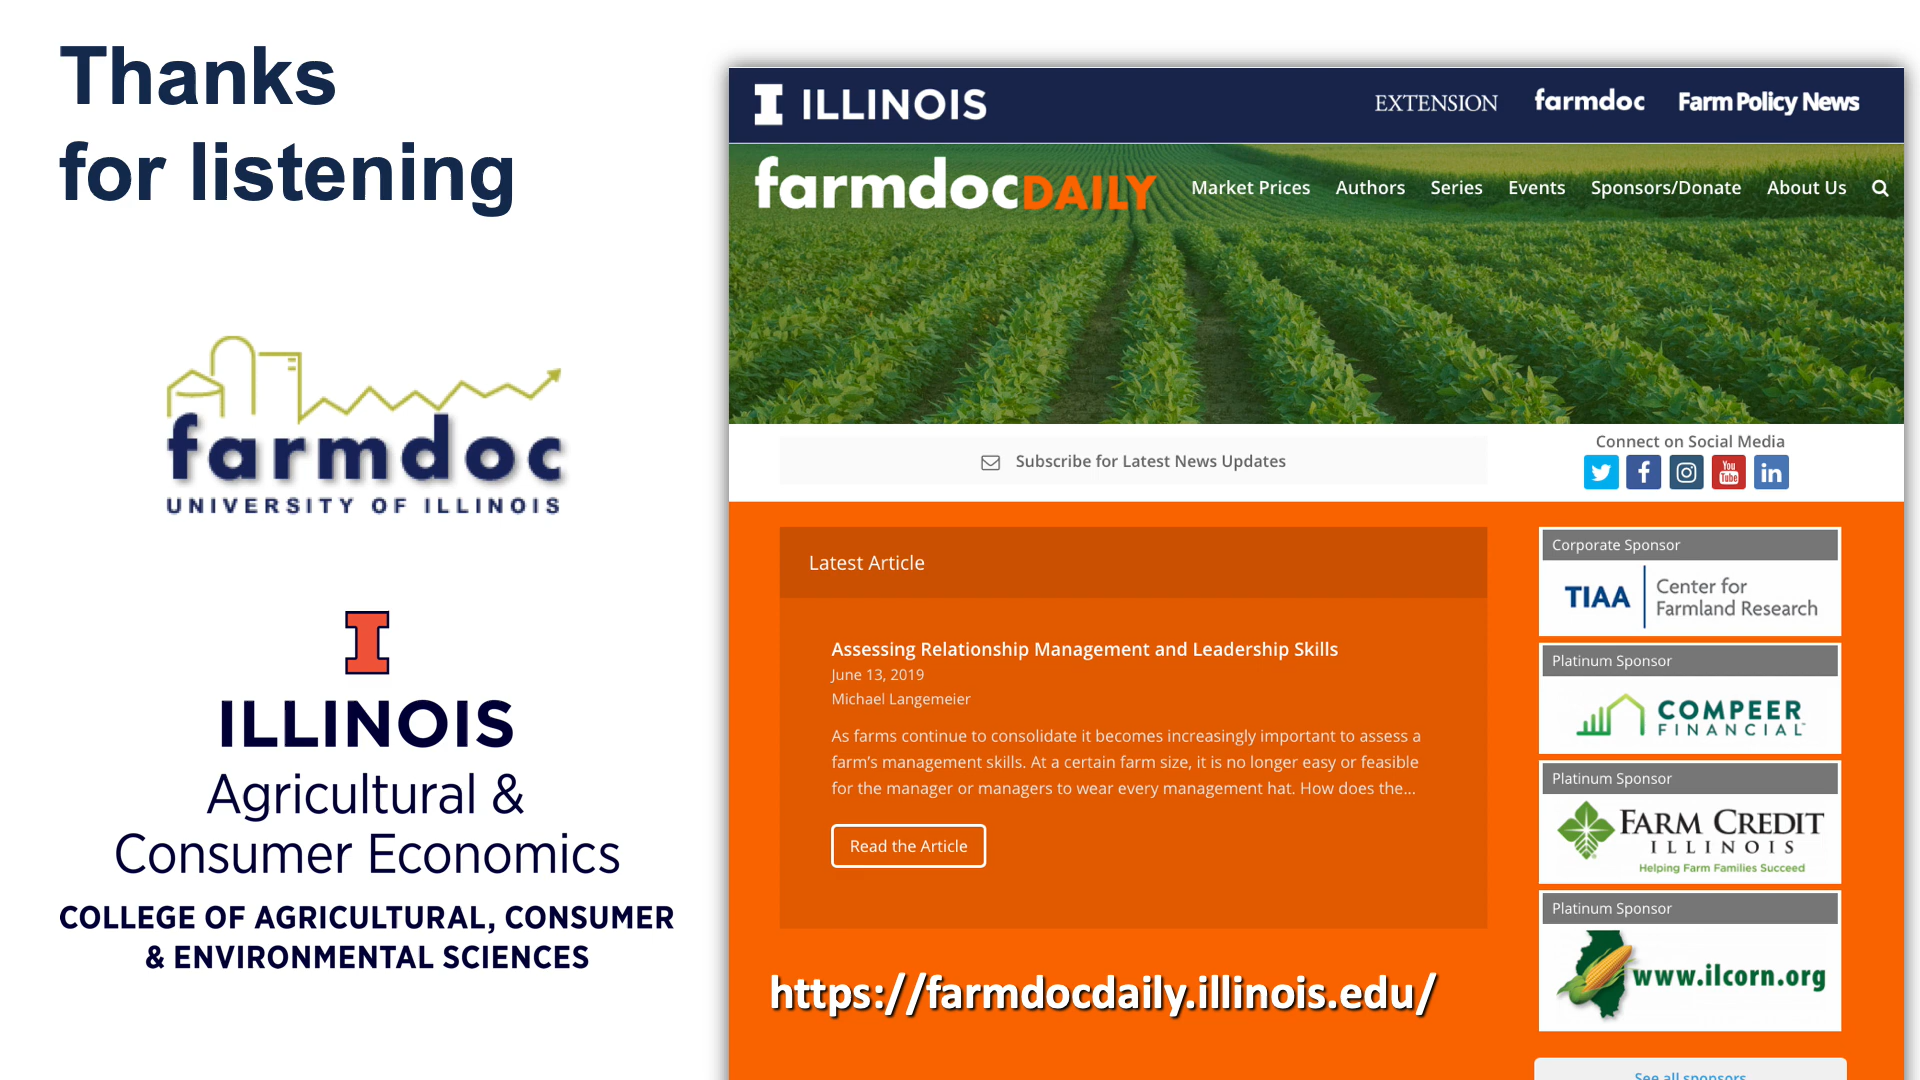 Thanks
for listening
farmdoc
UNIVERSITY OF ILLINOIS
I
ILLINOIS
Agricultural &
Consumer Economics
COLLEGE OF AGRICULTURAL, CONSUMER
& ENVIRONMENTAL SCIENCES
I ILLINOIS
EXTENSION farmdoc Farm Policy News
farmdocDAILY
Market Prices Authors Series Events Sponsors/Donate About Us
Subscribe for Latest News Updates
Connect on Social Media
You
Tube
in
Latest Article
Assessing Relationship Management and Leadership Skills
June 13, 2019
Michael Langemeier
As farms continue to consolidate it becomes increasingly important to assess a
farm's management skills. At a certain farm size, it is no longer easy or feasible
for the manager or managers to wear every management hat. How does the...
Read the Article
https://farmdocdaily.illinois.edu/
Corporate Sponsor
TIAA Center for
Farmland Research
Platinum Sponsor
COMPEER
FINANCIAL
Platinum Sponsor
FARM CREDIT
ILLINOIS
Helping Farm Families Succeed
Platinum Sponsor
www.ilcorn.org
See all sponsors